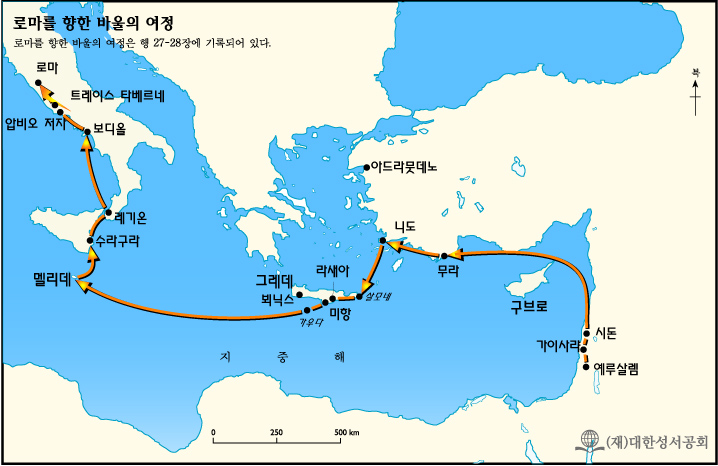 로마를 향한 바울의 여정
로마를 향한 바울의 여정은 행 27-28장에 기록되어 있다.
북
로마
트레이스 타베르네
압비오 저자
보디올
아드라뭇데노
레기온
수라구라
니도
무라
멜리데
그레데
라새아
뵈닉스
미항
살모네
가우다
구브로
시돈
가이사랴
예루살렘
지 중 해
0 250 500 km
(재)대한성서공회